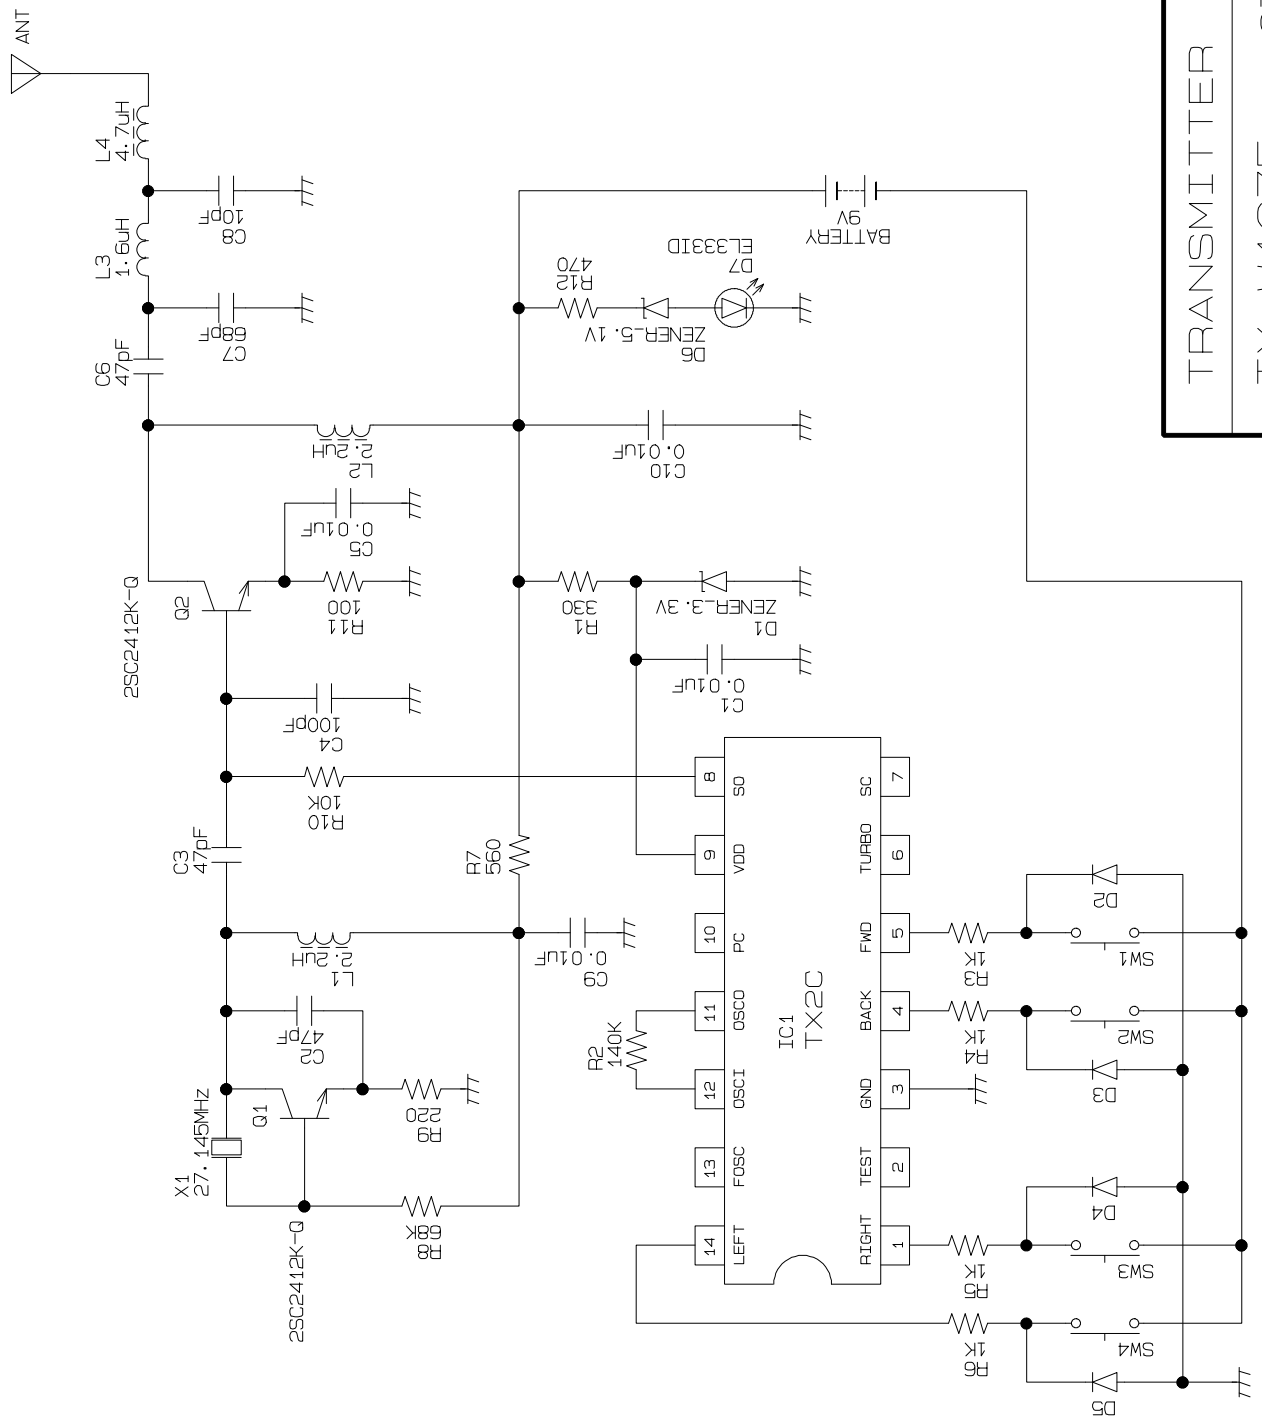 ANT
L4
4.7uH
C8
10pF
L3
1.6uH
C7
68pF
C6
47pF
BATTERY
9V
D7
EL333ID
R12
470
D6
ZENER_5.1V
C10
0.01uF
L2
2.2uH
C5
0.01uF
2SC2412K-Q
Q2
R11
100
R1
330
D1
ZENER_3.3V
C1
0.01uF
C4
100pF
R10
10K
C3
47pF
R7
560
L1
2.2uH
C9
0.01uF
C2
47pF
X1
27.145MHz
Q1
R9
220
2SC2412K-Q
R8
68K
R2
140K
IC1
TX2C
8 SO
9 VDD
10 PC
11 OSCO
12 OSCI
13 FOSC
14 LEFT
7 SC
6 TURBO
5 FWD
4 BACK
3 GND
2 TEST
1 RIGHT
R3
1K
R4
1K
R5
1K
R6
1K
D2
SW1
SW2
D3
D4
SW3
SW4
D5
TRANSMITTER